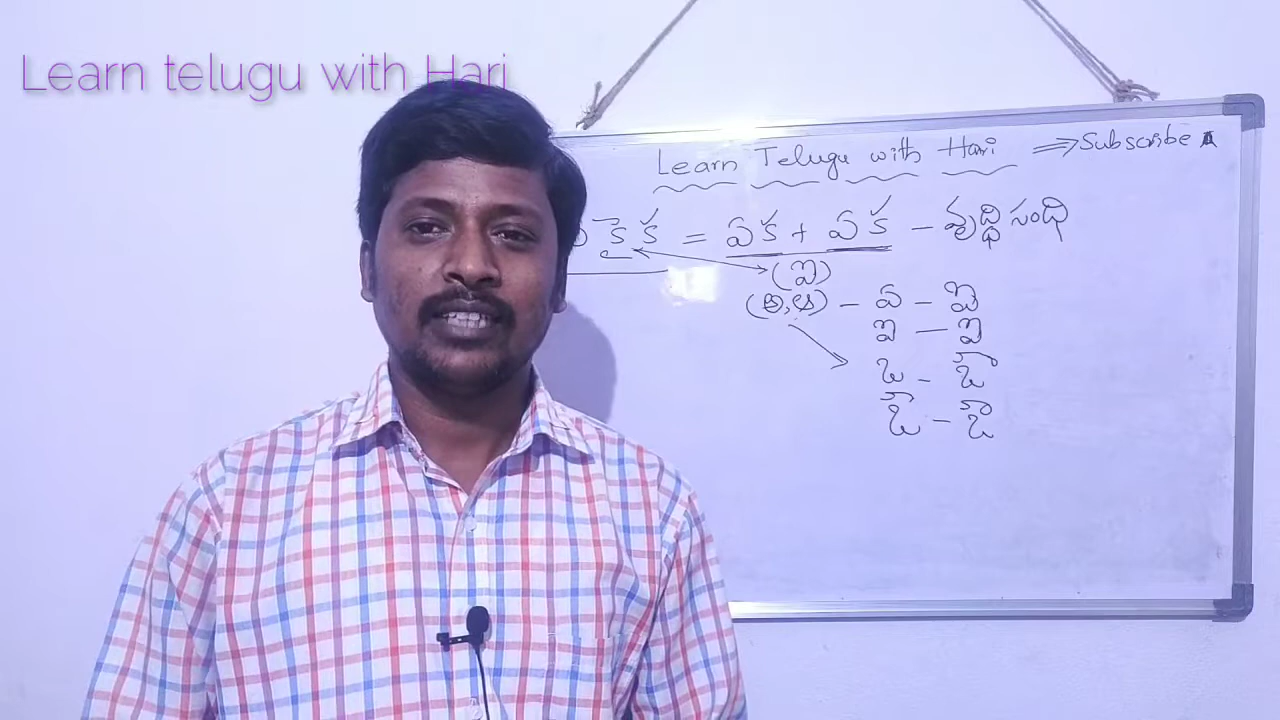 Learn telugu with Hari
Learn Telugu with Hari ⇒ Subscribe
కైక = ఏక + ఏక - వృద్ధి సంధి
(ఐ)
(అ,ఆ) - ఏ - ఐ
ఐ - ఐ
ఓ - ఔ
ఔ - ఔ